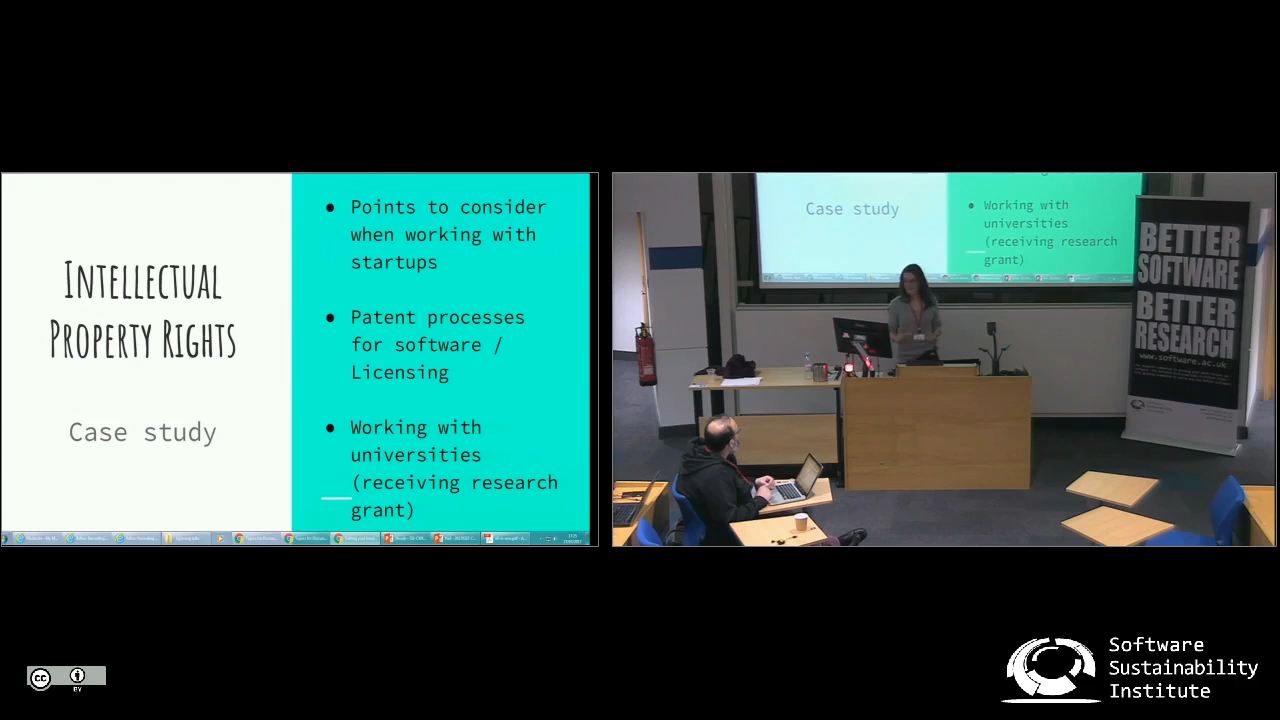 INTELLECTUAL
PROPERTY RIGHTS
Case study
● Points to consider
when working with
startups
● Patent processes
for software /
Licensing
● Working with
universities
(receiving research
grant)
Case study
● Working with
universities
(receiving research
grant)
BETTER
SOFTWARE
BETTER
RESEARCH
www.software.ac.uk
cc
BY
Software
Sustainability
Institute